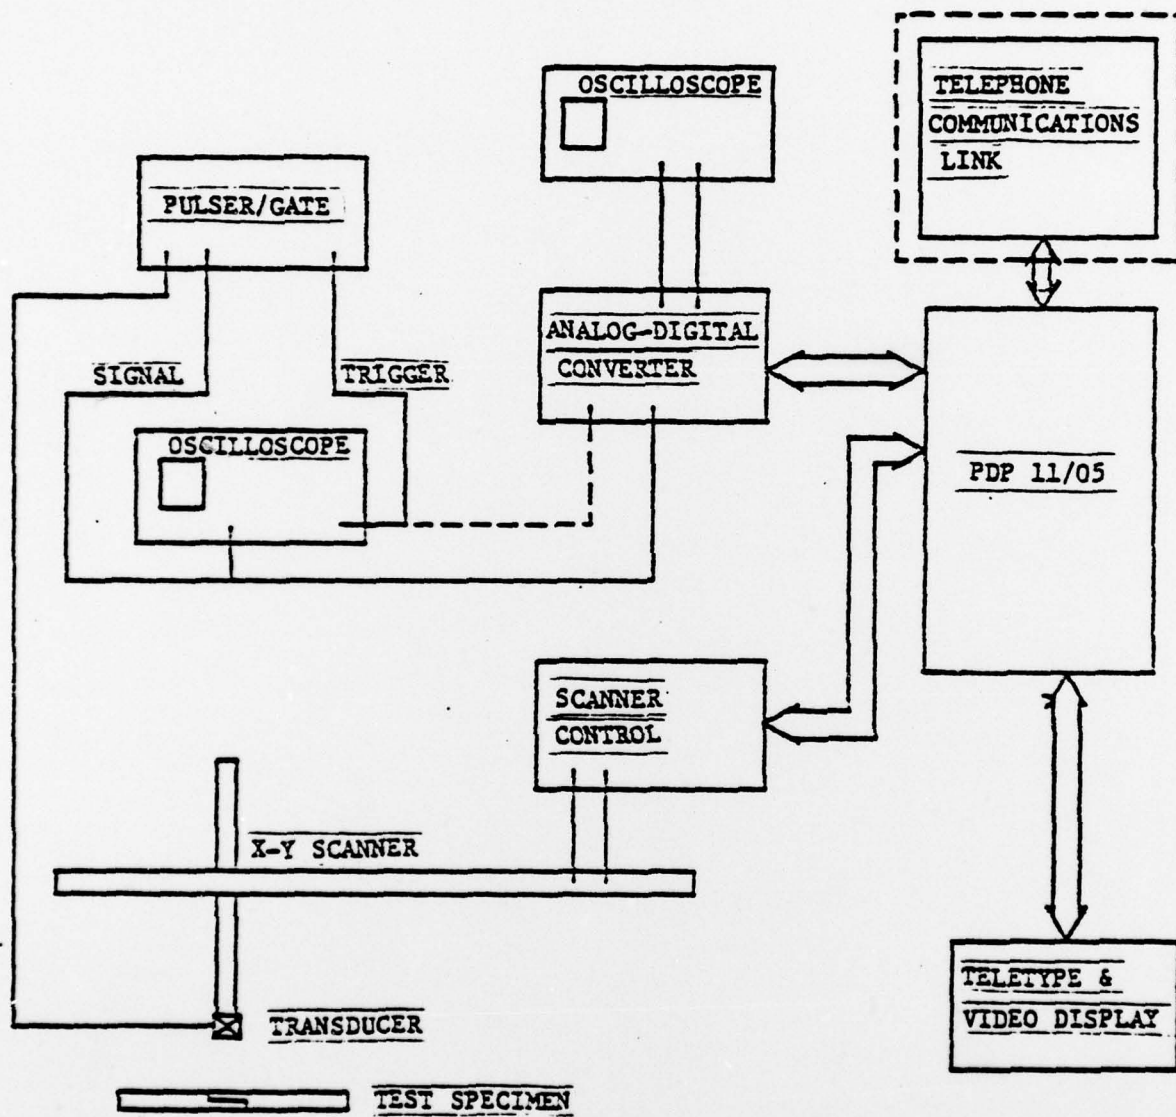 OSCILLOSCOPE
TELEPHONE
COMMUNICATIONS
LINK
PULSER/GATE
ANALOG-DIGITAL
CONVERTER
SIGNAL
TRIGGER
OSCILLOSCOPE
PDP 11/05
SCANNER
CONTROL
X-Y SCANNER
TELETYPE &
VIDEO DISPLAY
TRANSDUCER
TEST SPECIMEN